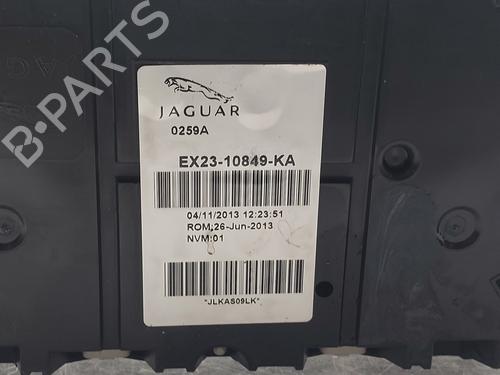 B-PARTS
JAGUAR
0259A
EX23-10849-KA
04/11/2013 12:23:51
ROM:26-Jun-2013
NVM:01
"JLKAS09LK"